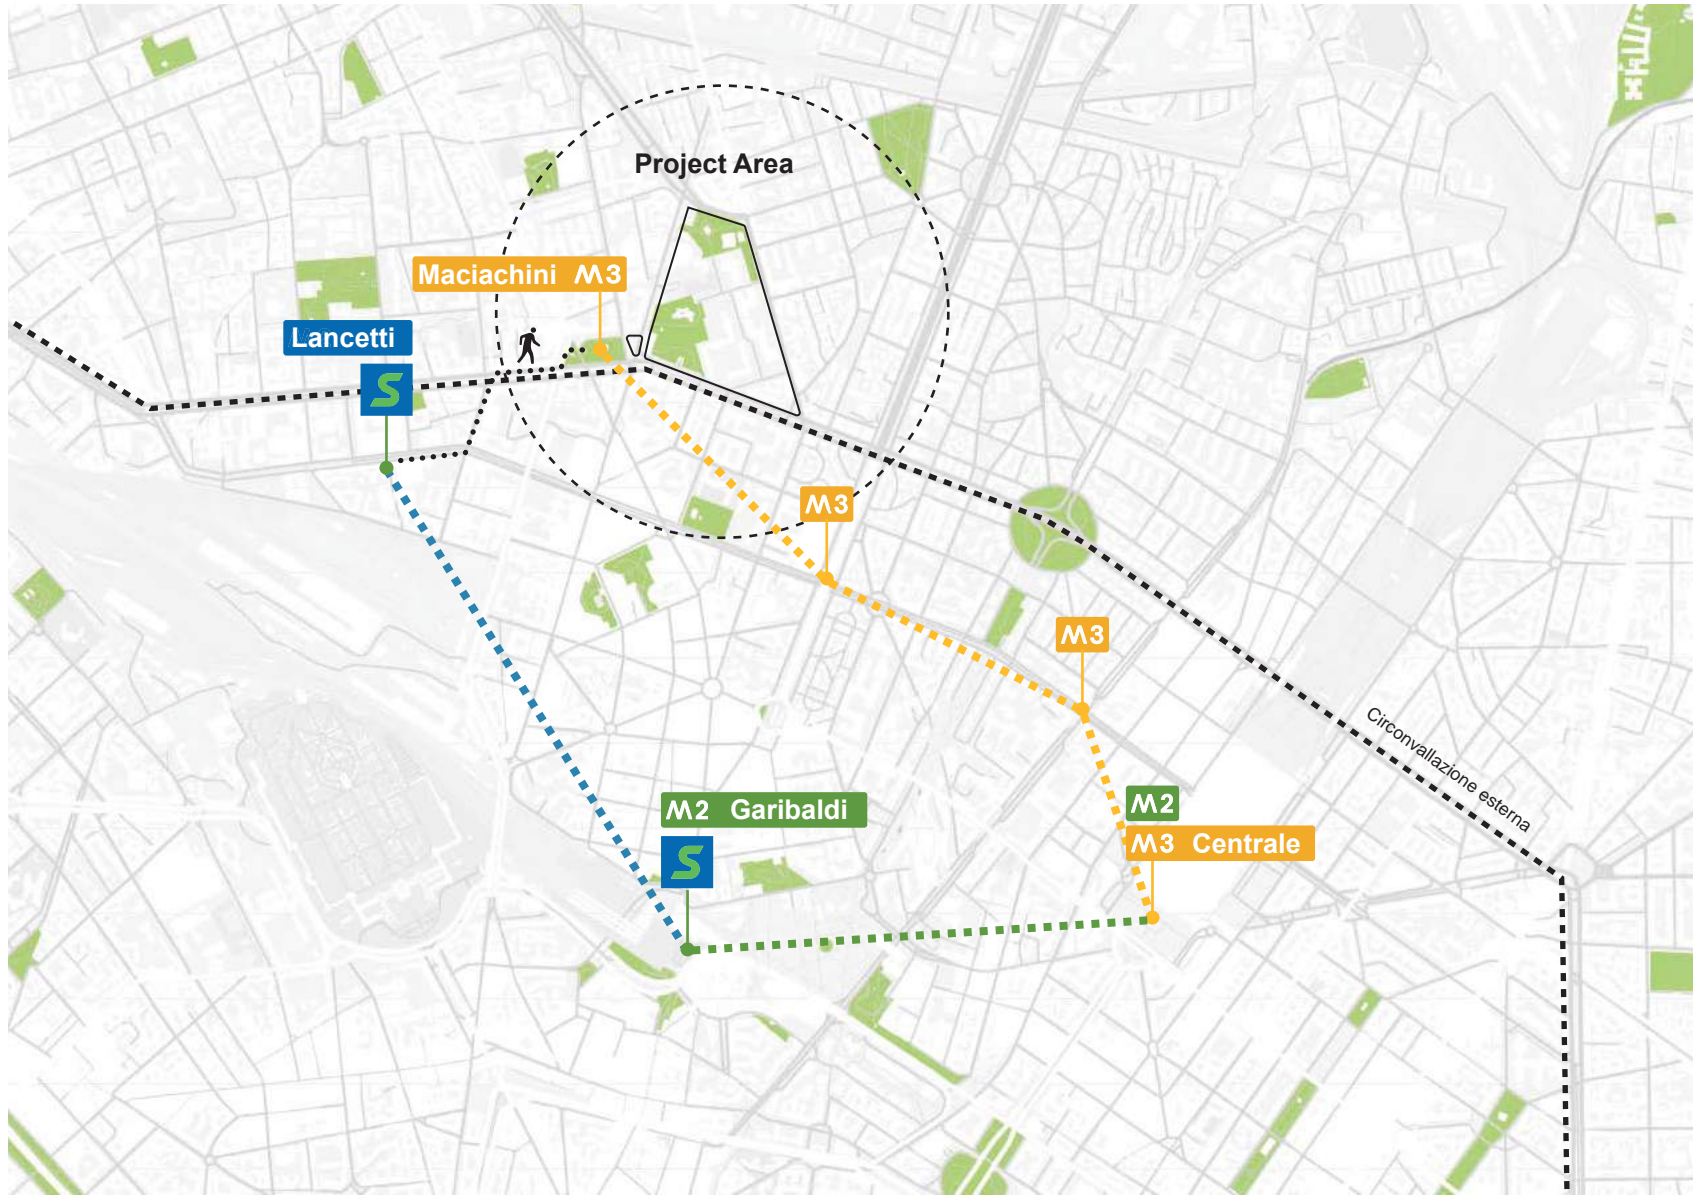 Project Area
Maciachini M3
Lancetti
S
M3
M3
Circonvallazione esterna
M2 Garibaldi
S
M2
M3 Centrale